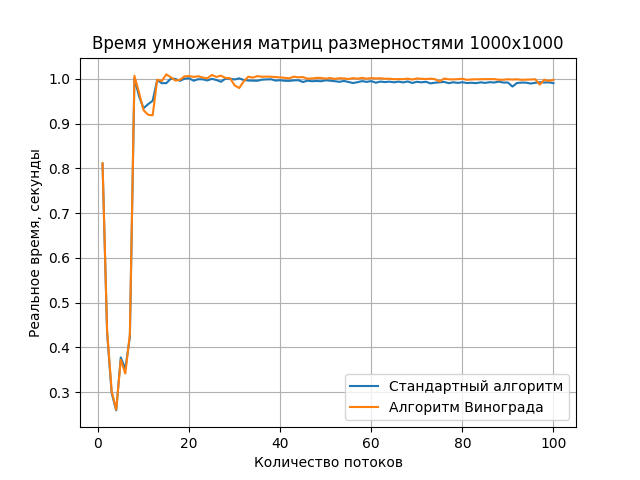 Время умножения матриц размерностями 1000x1000
Реальное время, секунды
1.0
0.9
0.8
0.7
0.6
0.5
0.4
0.3
Стандартный алгоритм
Алгоритм Винограда
0 20 40 60 80 100
Количество потоков